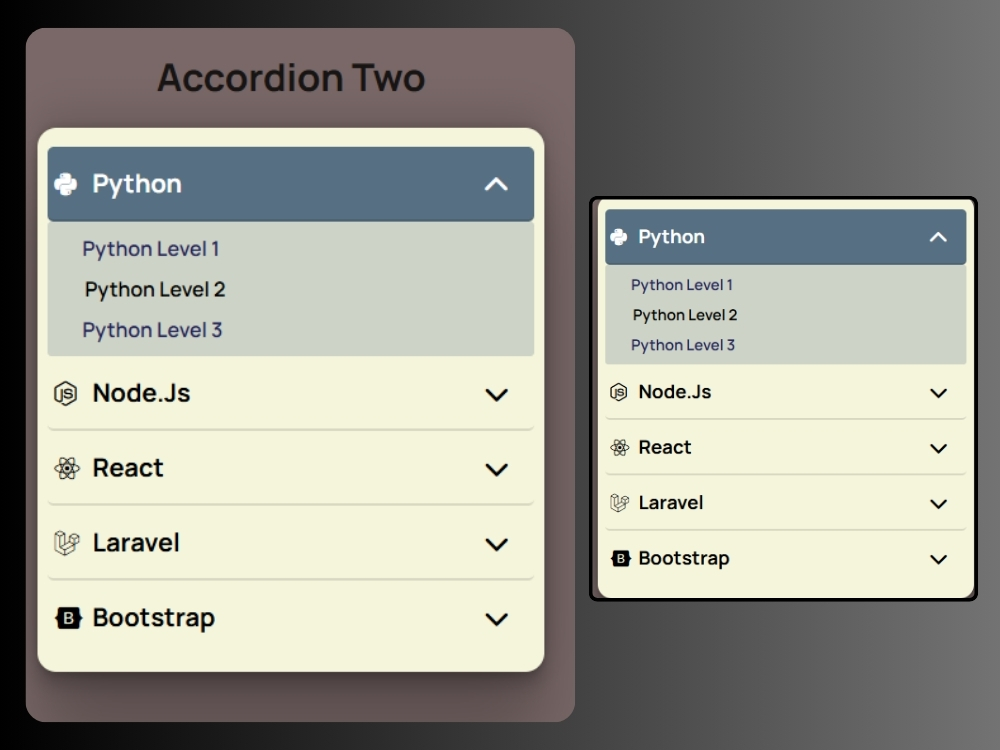 Accordion Two
Python
Python Level 1
Python Level 2
Python Level 3
Node.Js
React
Laravel
B Bootstrap
Python
Python Level 1
Python Level 2
Python Level 3
Node.Js
React
Laravel
B Bootstrap